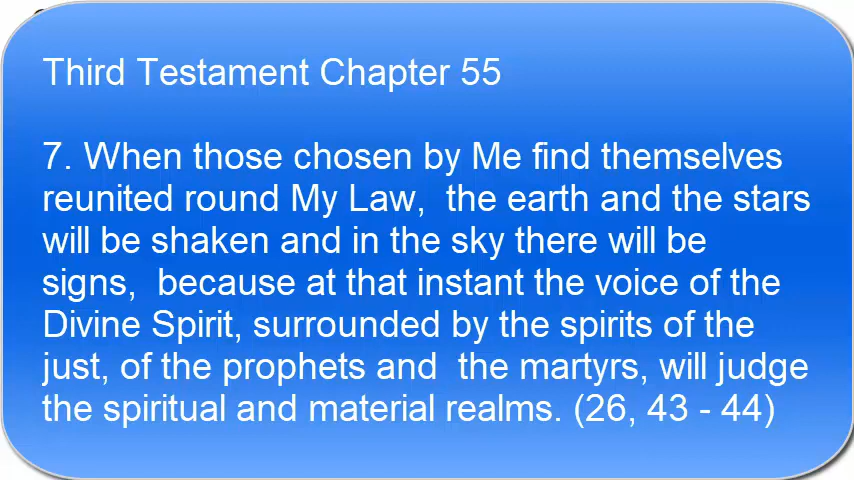 Third Testament Chapter 55
7. When those chosen by Me find themselves
reunited round My Law,  the earth and the stars
will be shaken and in the sky there will be
signs,  because at that instant the voice of the
Divine Spirit, surrounded by the spirits of the
just, of the prophets and  the martyrs, will judge
the spiritual and material realms. (26, 43 - 44)